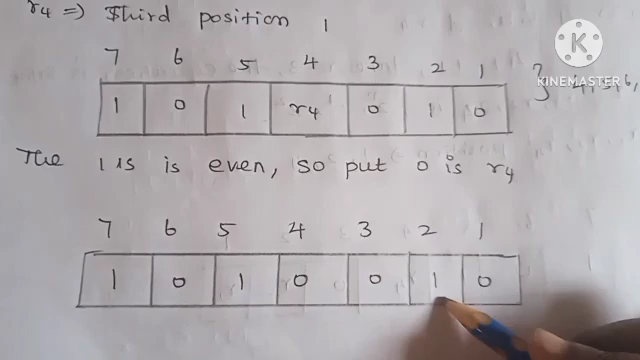 r4 => Third position 1
7 6 5 4 3 2 1
1 0 1 r4 0 1 0
KINEMASTER
The 1 is is even, so put 0 is r4
7 6 5 4 3 2 1
1 0 1 0 0 1 0